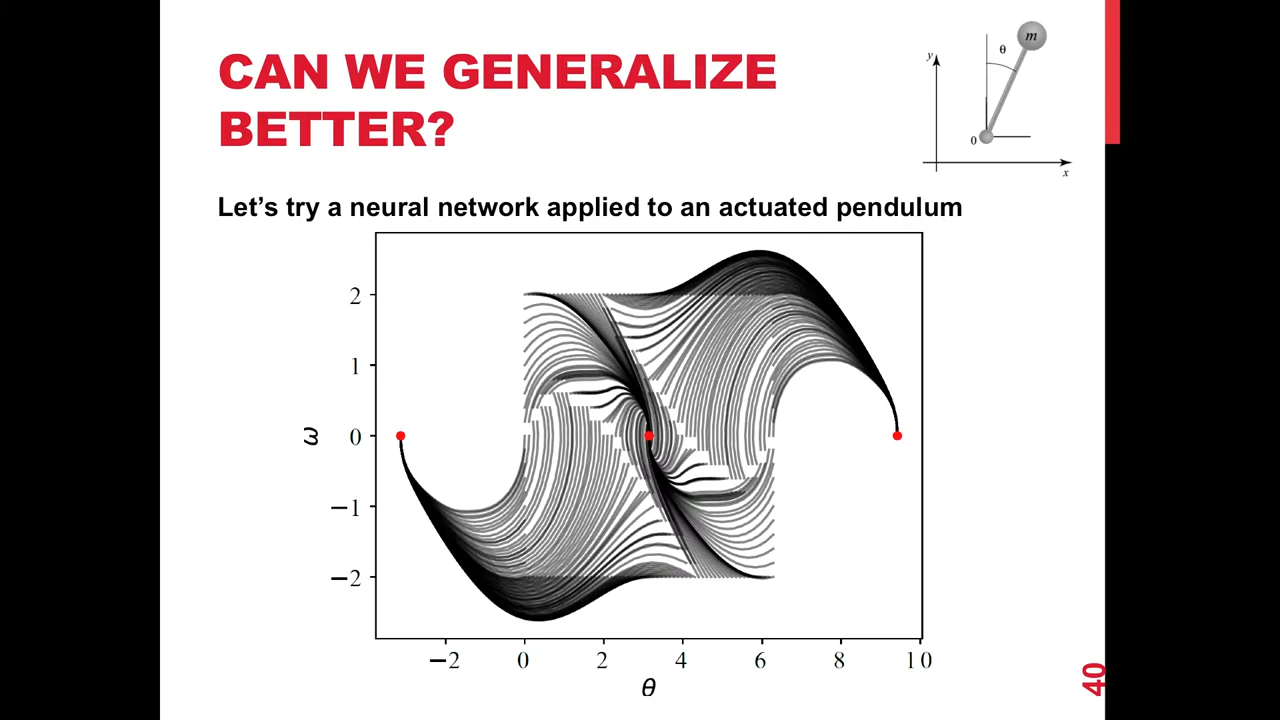 CAN WE GENERALIZE
BETTER?
m
θ
y
0
x
Let's try a neural network applied to an actuated pendulum
2
1
0
−1
−2
ω
−2 0 2 4 6 8 10
θ
40